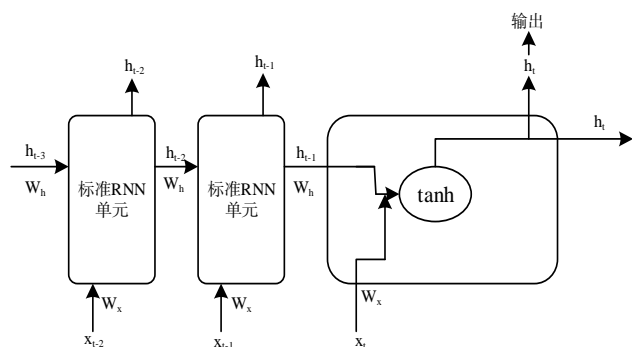 输出
h_t
h_{t-2}
h_{t-1}
h_{t-3}
W_h
标准RNN
单元
h_{t-2}
W_h
标准RNN
单元
h_{t-1}
W_h
tanh
h_t
W_x
W_x
W_x
x_{t-2}
x_{t-1}
x_t